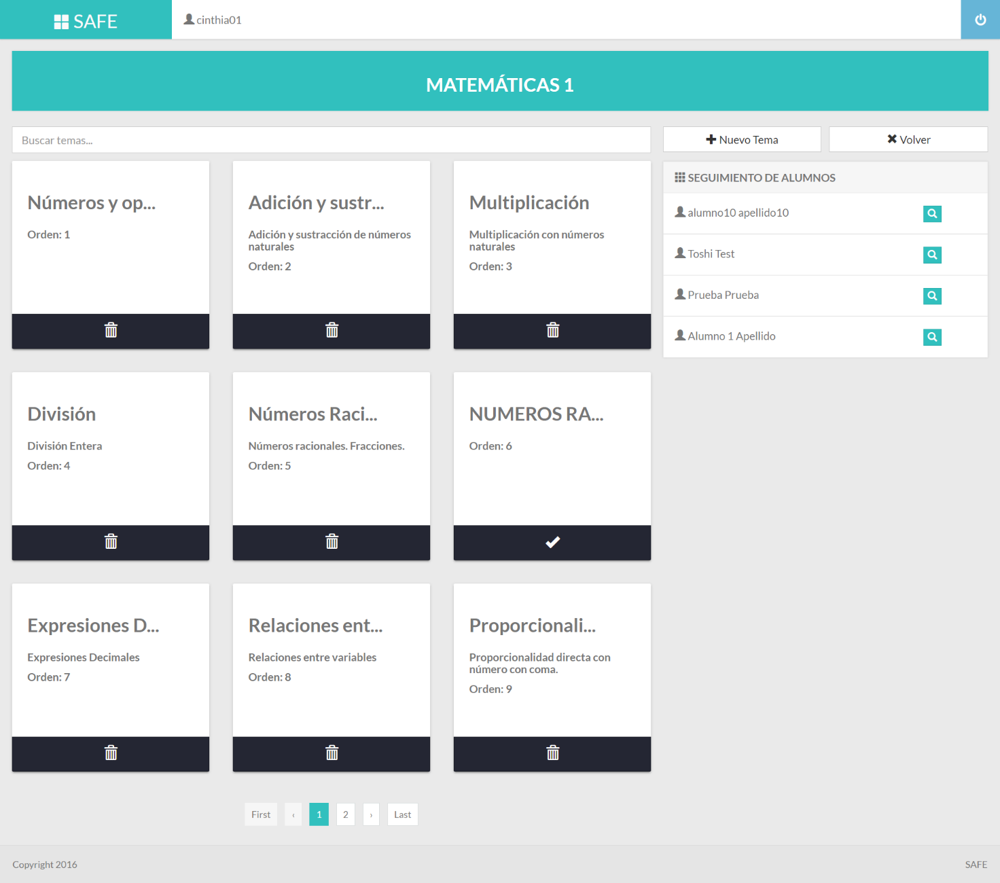 SAFE
cinthia01
MATEMÁTICAS 1
Buscar temas...
Nuevo Tema
Volver
Números y op...
Orden: 1
Adición y sustr...
Adición y sustracción de números
naturales
Orden: 2
Multiplicación
Multiplicación con números
naturales
Orden: 3
SEGUIMIENTO DE ALUMNOS
alumno10 apellido10
Toshi Test
Prueba Prueba
Alumno 1 Apellido
División
División Entera
Orden: 4
Números Raci...
Números racionales. Fracciones.
Orden: 5
NUMEROS RA...
Orden: 6
Expresiones D...
Expresiones Decimales
Orden: 7
Relaciones ent...
Relaciones entre variables
Orden: 8
Proporcionali...
Proporcionalidad directa con
número con coma.
Orden: 9
First ‹ 1 2 › Last
Copyright 2016
SAFE